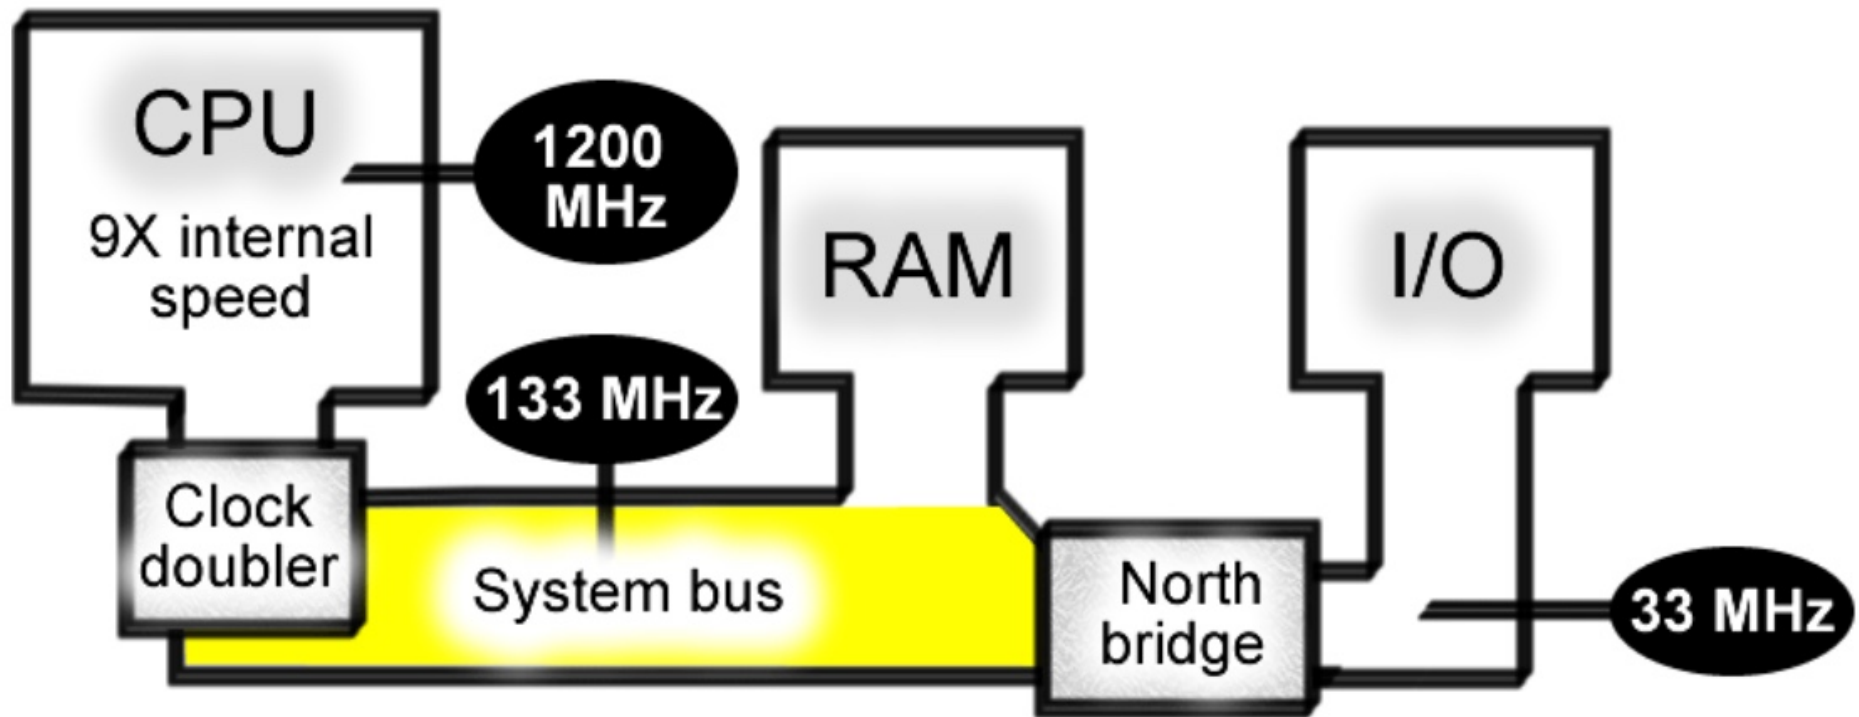 CPU
9X internal
speed
1200
MHz
133 MHz
RAM
I/O
Clock
doubler
System bus
North
bridge
33 MHz